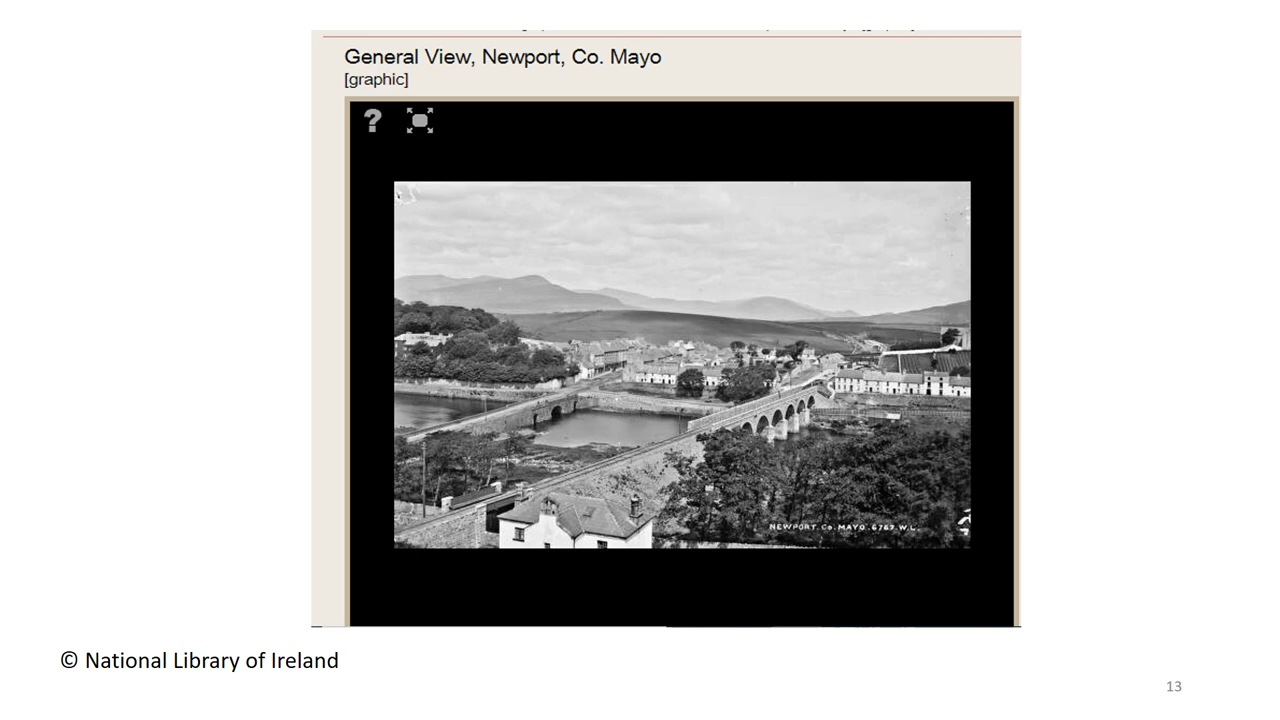 General View, Newport, Co. Mayo
[graphic]
?
NEWPORT. Co. MAYO. 6767. W.L.
© National Library of Ireland
13